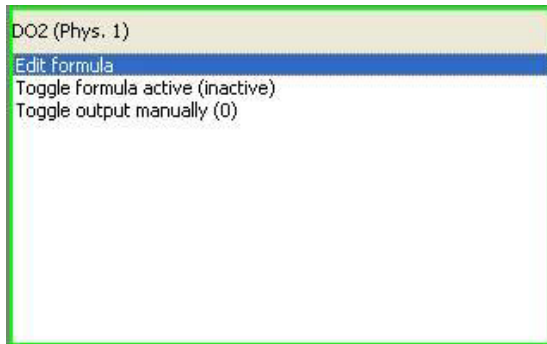 DO2 (Phys. 1)
Edit formula
Toggle formula active (inactive)
Toggle output manually (0)